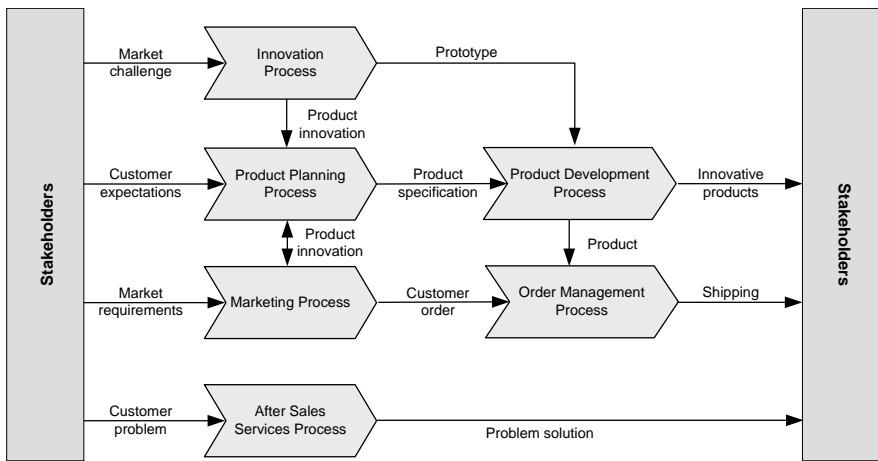 Stakeholders
Market
challenge
Innovation
Process
Prototype
Product
innovation
Customer
expectations
Product Planning
Process
Product
specification
Product Development
Process
Innovative
products
Product
innovation
Product
Market
requirements
Marketing Process
Customer
order
Order Management
Process
Shipping
Customer
problem
After Sales
Services Process
Problem solution
Stakeholders